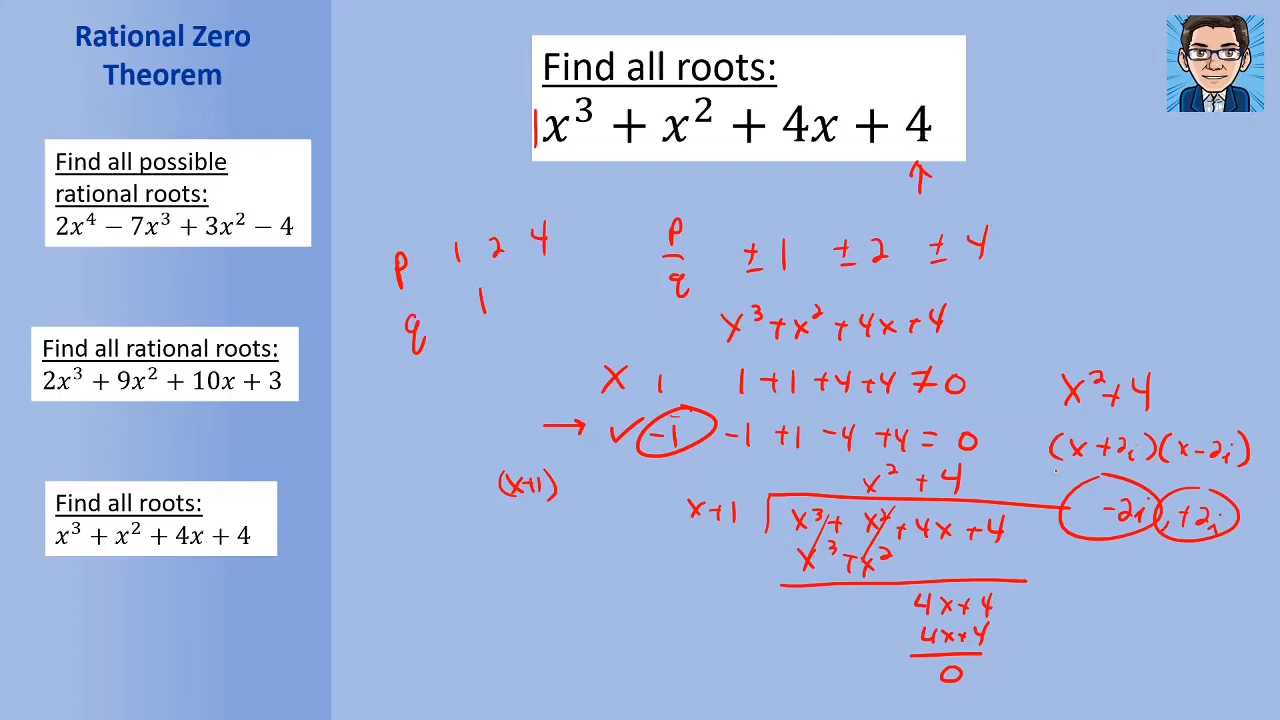 Rational Zero
Theorem
Find all possible
rational roots:
2x⁴ − 7x³ + 3x² − 4
Find all rational roots:
2x³ + 9x² + 10x + 3
Find all roots:
x³ + x² + 4x + 4
Find all roots:
1x³ + x² + 4x + 4
↑
p 1 2 4
q 1
p/q ± 1 ± 2 ± 4
x³ + x² + 4x + 4
X 1 1 + 1 + 4 + 4 ≠ 0
→ ✓ -1 -1 + 1 - 4 + 4 = 0
(x+1)
x² + 4
x+1 x³ + x² + 4x + 4
x³ + x²
4x + 4
4x + 4
0
x² + 4
(x + 2i)(x - 2i)
-2i, +2i